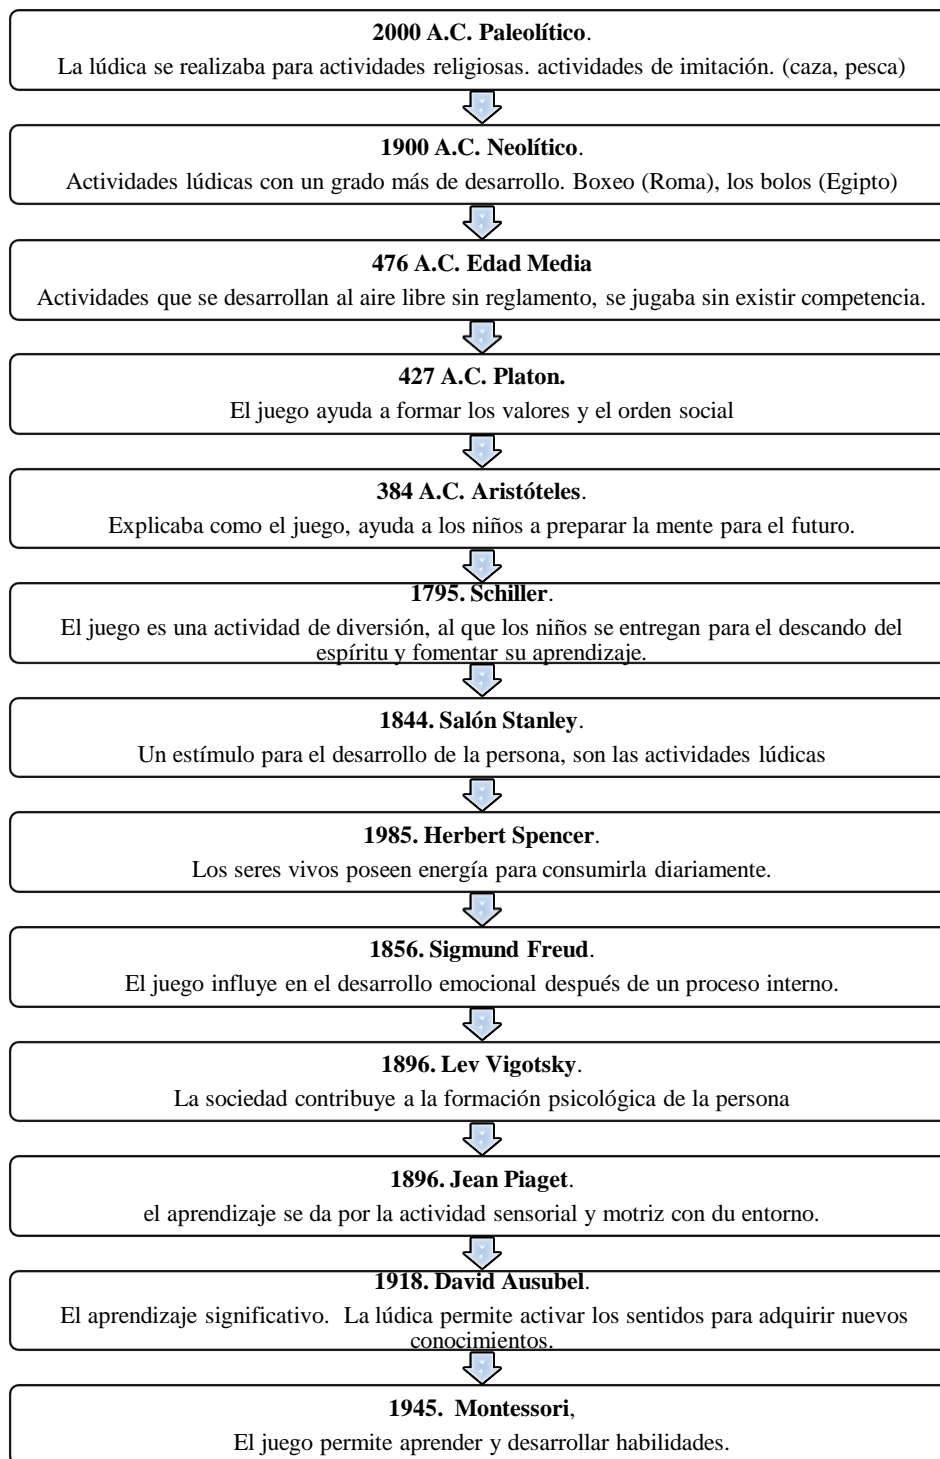 2000 A.C. Paleolítico.
La lúdica se realizaba para actividades religiosas. actividades de imitación. (caza, pesca)
1900 A.C. Neolítico.
Actividades lúdicas con un grado más de desarrollo. Boxeo (Roma), los bolos (Egipto)
476 A.C. Edad Media
Actividades que se desarrollan al aire libre sin reglamento, se jugaba sin existir competencia.
427 A.C. Platon.
El juego ayuda a formar los valores y el orden social
384 A.C. Aristóteles.
Explicaba como el juego, ayuda a los niños a preparar la mente para el futuro.
1795. Schiller.
El juego es una actividad de diversión, al que los niños se entregan para el descando del
espíritu y fomentar su aprendizaje.
1844. Salón Stanley.
Un estímulo para el desarrollo de la persona, son las actividades lúdicas
1985. Herbert Spencer.
Los seres vivos poseen energía para consumirla diariamente.
1856. Sigmund Freud.
El juego influye en el desarrollo emocional después de un proceso interno.
1896. Lev Vigotsky.
La sociedad contribuye a la formación psicológica de la persona
1896. Jean Piaget.
el aprendizaje se da por la actividad sensorial y motriz con du entorno.
1918. David Ausubel.
El aprendizaje significativo. La lúdica permite activar los sentidos para adquirir nuevos
conocimientos.
1945. Montessori,
El juego permite aprender y desarrollar habilidades.